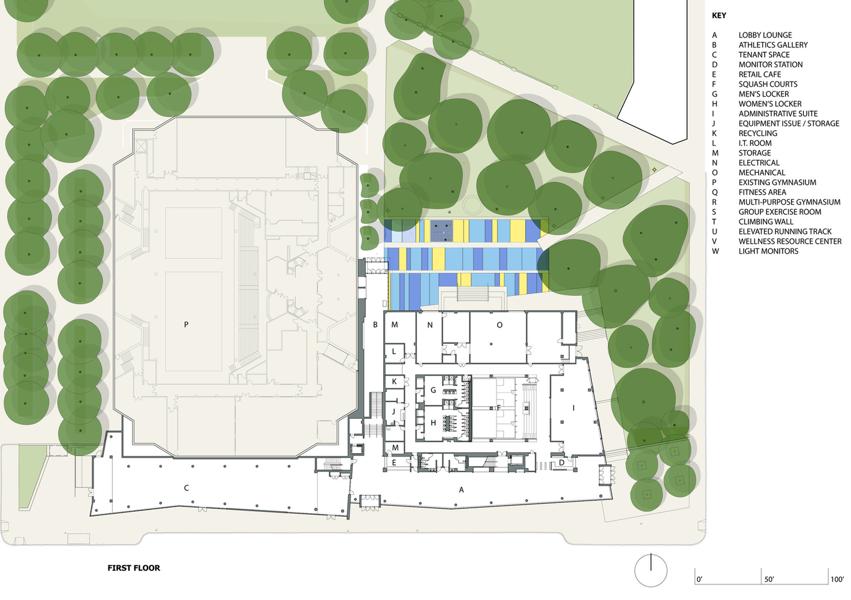 KEY
A LOBBY LOUNGE
B ATHLETICS GALLERY
C TENANT SPACE
D MONITOR STATION
E RETAIL CAFE
F SQUASH COURTS
G MEN'S LOCKER
H WOMEN'S LOCKER
I ADMINISTRATIVE SUITE
J EQUIPMENT ISSUE / STORAGE
K RECYCLING
L I.T. ROOM
M STORAGE
N ELECTRICAL
O MECHANICAL
P EXISTING GYMNASIUM
Q FITNESS AREA
R MULTI-PURPOSE GYMNASIUM
S GROUP EXERCISE ROOM
T CLIMBING WALL
U ELEVATED RUNNING TRACK
V WELLNESS RESOURCE CENTER
W LIGHT MONITORS
P B M N O
L
K
G
J F I
H
M
E D
C A
FIRST FLOOR
0' 50' 100'